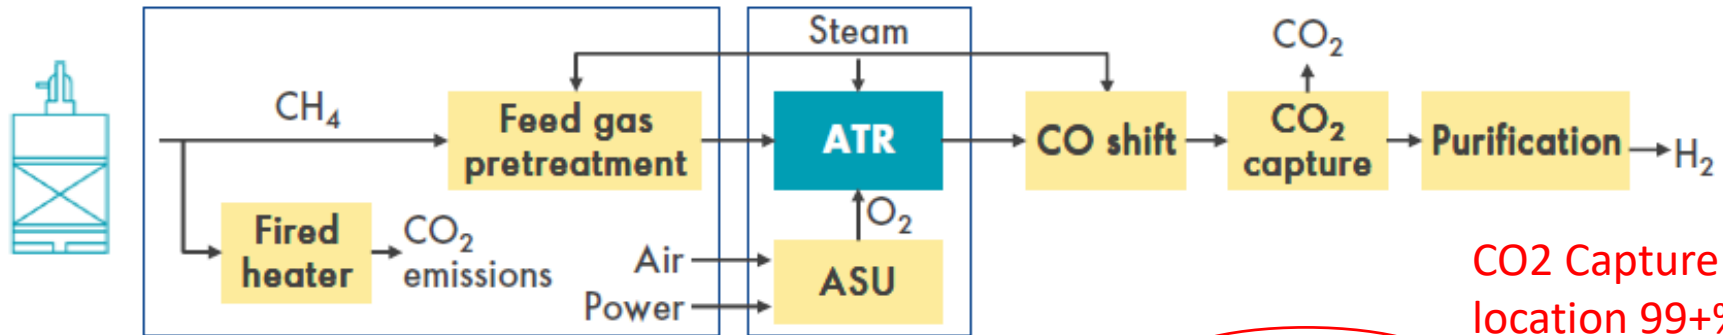 Steam
CO₂
CH₄
Feed gas
pretreatment
ATR
CO shift
CO₂
capture
Purification
H₂
O₂
Fired
heater
CO₂
emissions
Air
Power
ASU
CO2 Capture
location 99+%